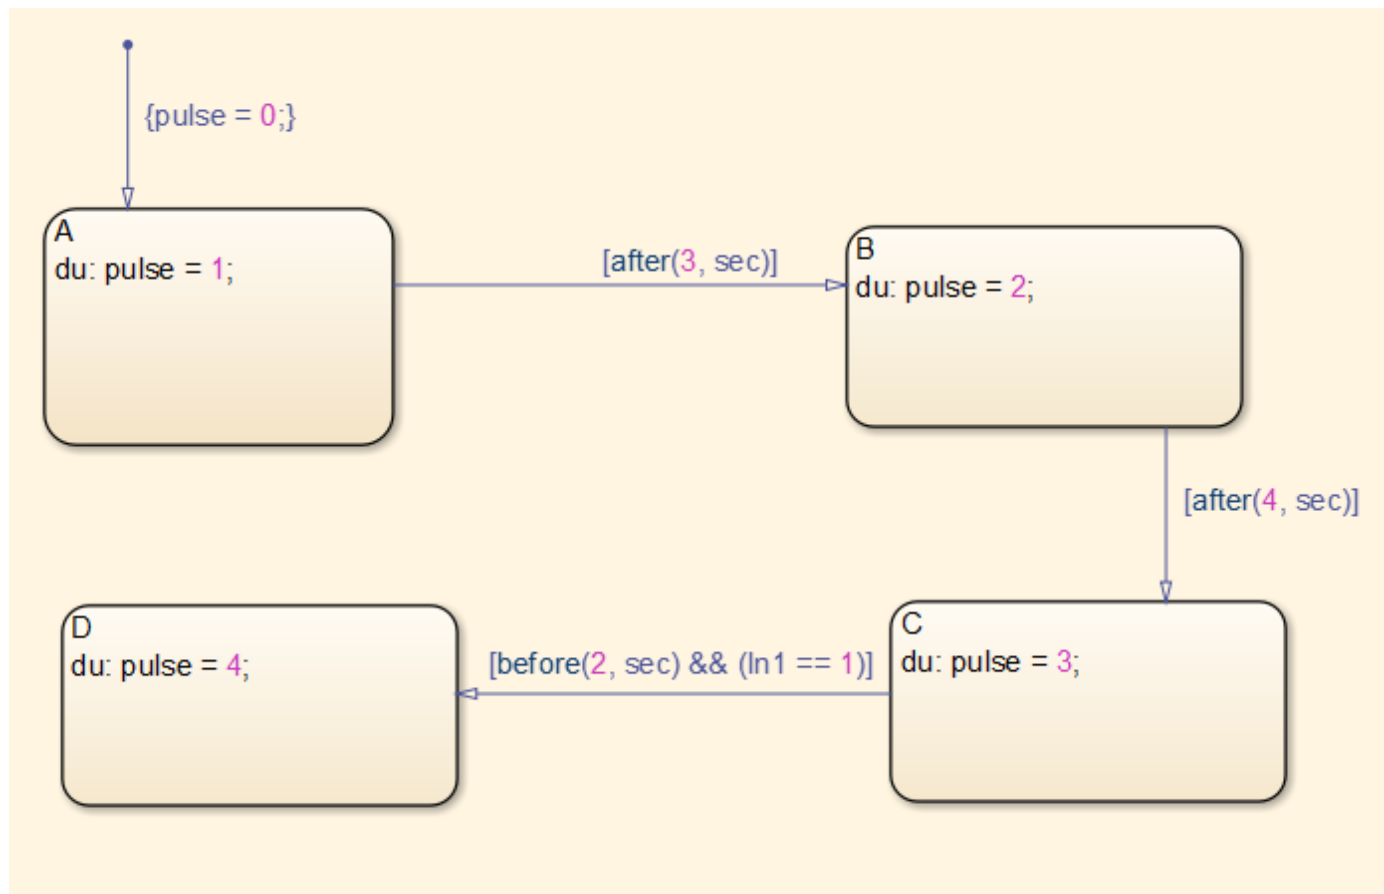 {pulse = 0;}
A
du: pulse = 1;
[after(3, sec)]
B
du: pulse = 2;
[after(4, sec)]
C
du: pulse = 3;
[before(2, sec) && (In1 == 1)]
D
du: pulse = 4;